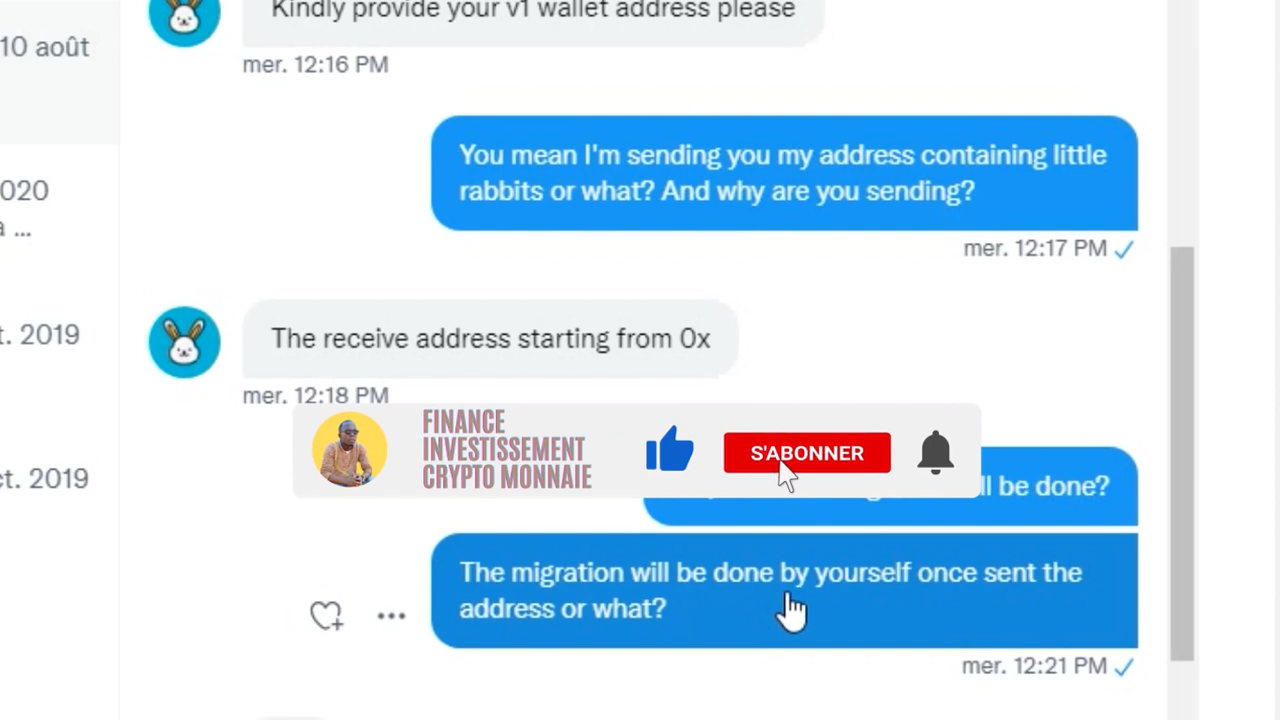 Kindly provide your v1 wallet address please
10 août
mer. 12:16 PM
You mean I'm sending you my address containing little
rabbits or what? And why are you sending?
020
a ...
mer. 12:17 PM
t. 2019
The receive address starting from 0x
mer. 12:18 PM
FINANCE
INVESTISSEMENT
CRYPTO MONNAIE
S'ABONNER
ct. 2019
ll be done?
The migration will be done by yourself once sent the
address or what?
mer. 12:21 PM